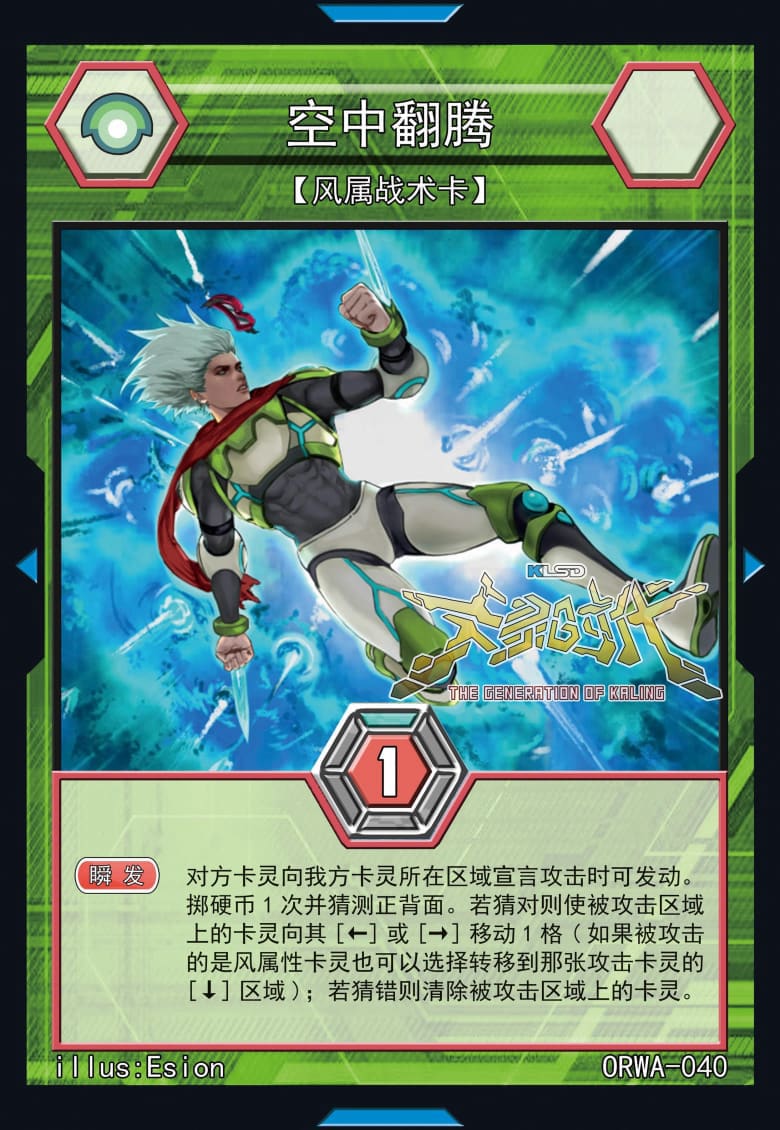 空中翻腾
【风属战术卡】
KLSD
卡灵时代
THE GENERATION OF KALING
1
瞬发
对方卡灵向我方卡灵所在区域宣言攻击时可发动。
掷硬币1次并猜测正背面。若猜对则使被攻击区域
上的卡灵向其[←]或[→]移动1格(如果被攻击
的是风属性卡灵也可以选择转移到那张攻击卡灵的
[↓]区域);若猜错则清除被攻击区域上的卡灵。
illus:Esion
ORWA-040